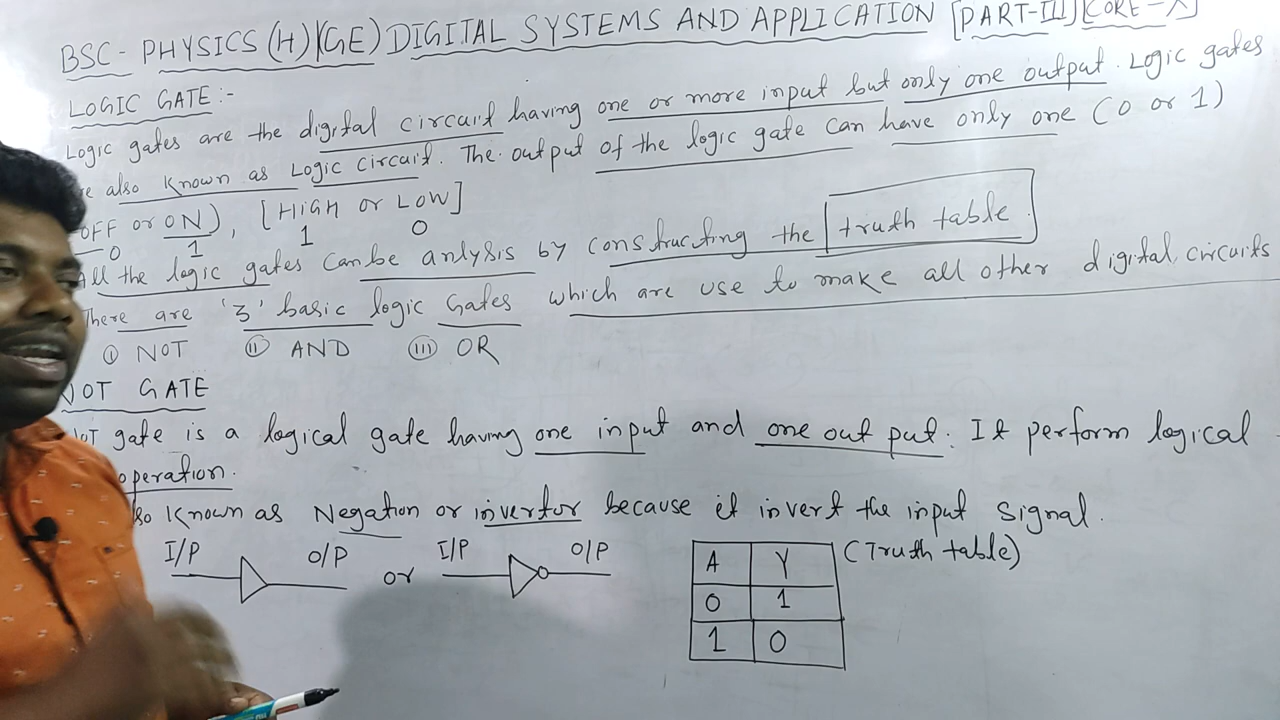 BSC- PHYSICS (H)(GE) DIGITAL SYSTEMS AND APPLICATION [PART-III] [CORE-X]
LOGIC GATE:-
Logic gates are the digital circuit having one or more input but only one output. Logic gates
are also known as Logic circuit. The output of the logic gate can have only one (0 or 1)
OFF or ON), [HIGH or LOW]
0 1 1 0
All the logic gates can be anlysis by constructing the truth table
There are '3' basic logic Gates which are use to make all other digital circuits
(i) NOT (ii) AND (iii) OR
NOT GATE
NOT gate is a logical gate having one input and one out put. It perform logical
operation.
so known as Negation or invertor because it invert the input signal.
I/P O/P or I/P O/P
A Y (Truth table)
0 1
1 0